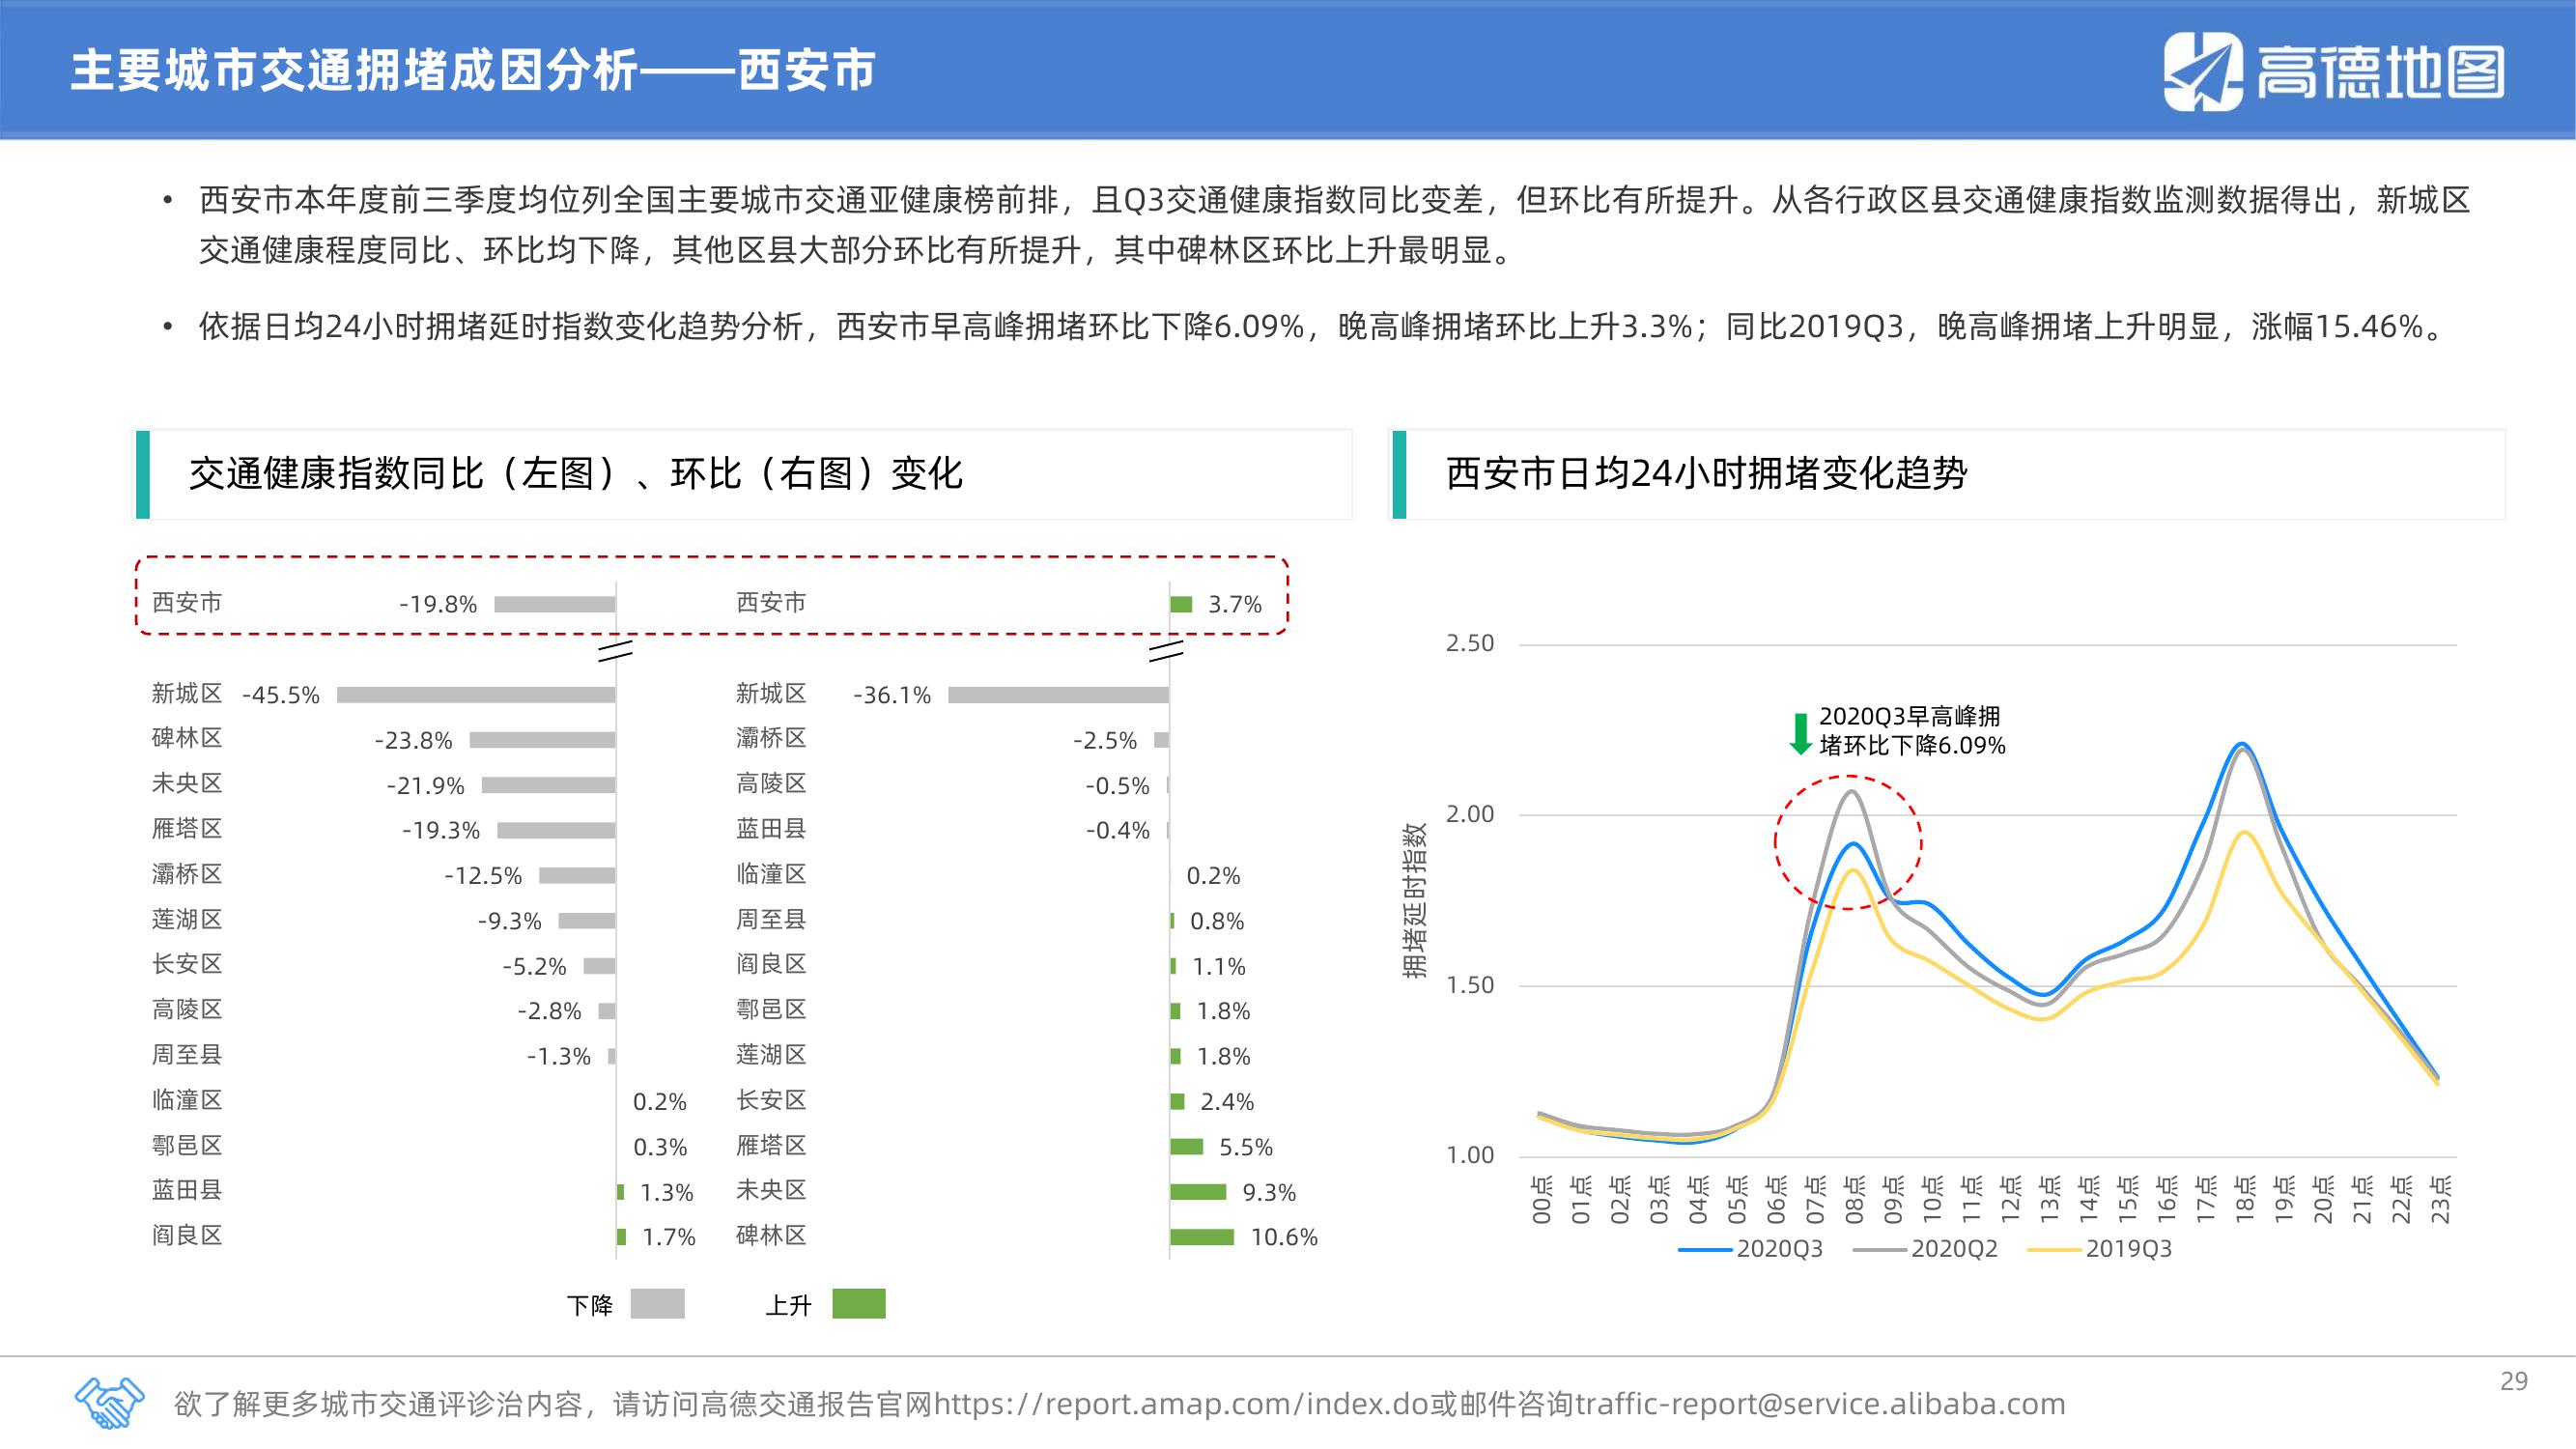 主要城市交通拥堵成因分析——西安市
高德地图
• 西安市本年度前三季度均位列全国主要城市交通亚健康榜前排，且Q3交通健康指数同比变差，但环比有所提升。从各行政区县交通健康指数监测数据得出，新城区
交通健康程度同比、环比均下降，其他区县大部分环比有所提升，其中碑林区环比上升最明显。
• 依据日均24小时拥堵延时指数变化趋势分析，西安市早高峰拥堵环比下降6.09%，晚高峰拥堵环比上升3.3%；同比2019Q3，晚高峰拥堵上升明显，涨幅15.46%。
交通健康指数同比（左图）、环比（右图）变化
西安市 -19.8%
新城区 -45.5%
碑林区 -23.8%
未央区 -21.9%
雁塔区 -19.3%
灞桥区 -12.5%
莲湖区 -9.3%
长安区 -5.2%
高陵区 -2.8%
周至县 -1.3%
临潼区 0.2%
鄠邑区 0.3%
蓝田县 1.3%
阎良区 1.7%
西安市 3.7%
新城区 -36.1%
灞桥区 -2.5%
高陵区 -0.5%
蓝田县 -0.4%
临潼区 0.2%
周至县 0.8%
阎良区 1.1%
鄠邑区 1.8%
莲湖区 1.8%
长安区 2.4%
雁塔区 5.5%
未央区 9.3%
碑林区 10.6%
下降 上升
西安市日均24小时拥堵变化趋势
2020Q3早高峰拥
堵环比下降6.09%
拥堵延时指数
2.50
2.00
1.50
1.00
00点 01点 02点 03点 04点 05点 06点 07点 08点 09点 10点 11点 12点 13点 14点 15点 16点 17点 18点 19点 20点 21点 22点 23点
2020Q3 2020Q2 2019Q3
欲了解更多城市交通评诊治内容，请访问高德交通报告官网https://report.amap.com/index.do或邮件咨询traffic-report@service.alibaba.com
29